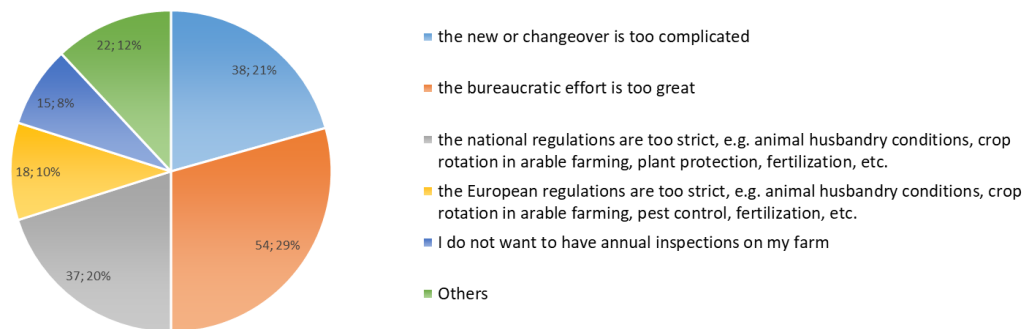 22; 12%
38; 21%
15; 8%
18; 10%
37; 20%
54; 29%
the new or changeover is too complicated
the bureaucratic effort is too great
the national regulations are too strict, e.g. animal husbandry conditions, crop
rotation in arable farming, plant protection, fertilization, etc.
the European regulations are too strict, e.g. animal husbandry conditions, crop
rotation in arable farming, pest control, fertilization, etc.
I do not want to have annual inspections on my farm
Others